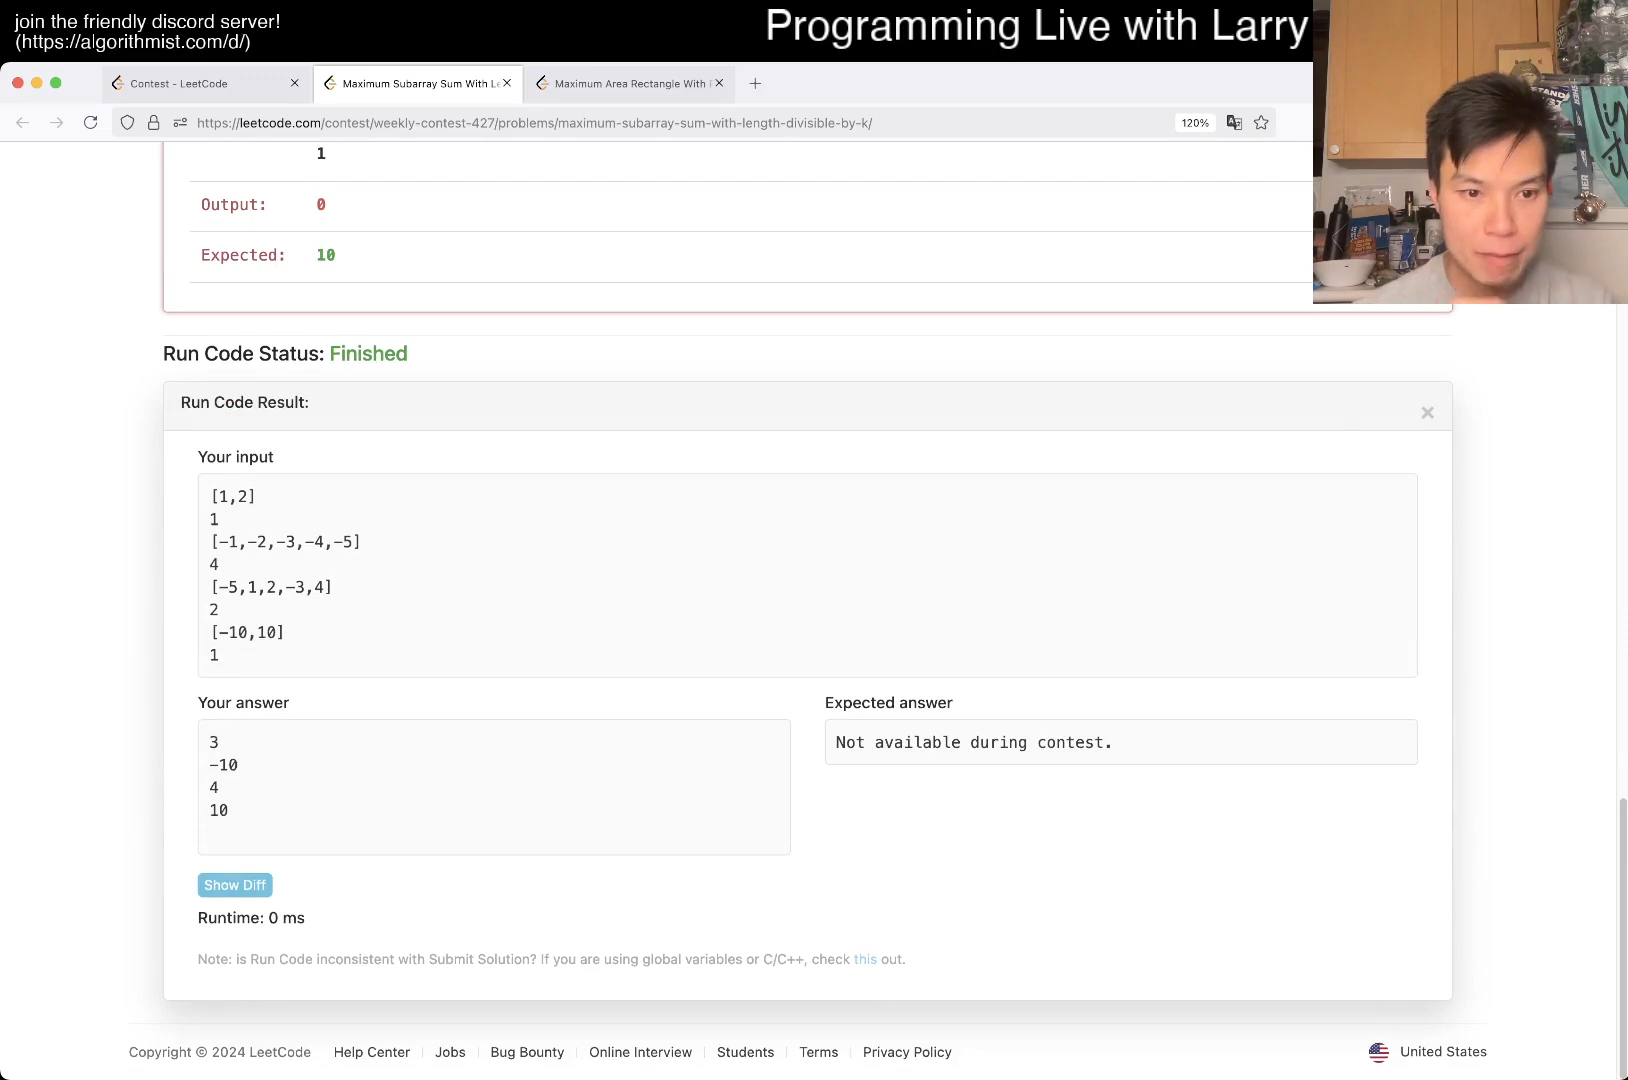 join the friendly discord server!
(https://algorithmist.com/d/)
Programming Live with Larry
Contest - LeetCode
Maximum Subarray Sum With Le
Maximum Area Rectangle With P
https://leetcode.com/contest/weekly-contest-427/problems/maximum-subarray-sum-with-length-divisible-by-k/
120%
1
Output: 0
Expected: 10
Run Code Status: Finished
Run Code Result:
Your input
[1,2]
1
[-1,-2,-3,-4,-5]
4
[-5,1,2,-3,4]
2
[-10,10]
1
Your answer
3
-10
4
10
Expected answer
Not available during contest.
Show Diff
Runtime: 0 ms
Note: is Run Code inconsistent with Submit Solution? If you are using global variables or C/C++, check this out.
Copyright © 2024 LeetCode
Help Center
Jobs
Bug Bounty
Online Interview
Students
Terms
Privacy Policy
United States